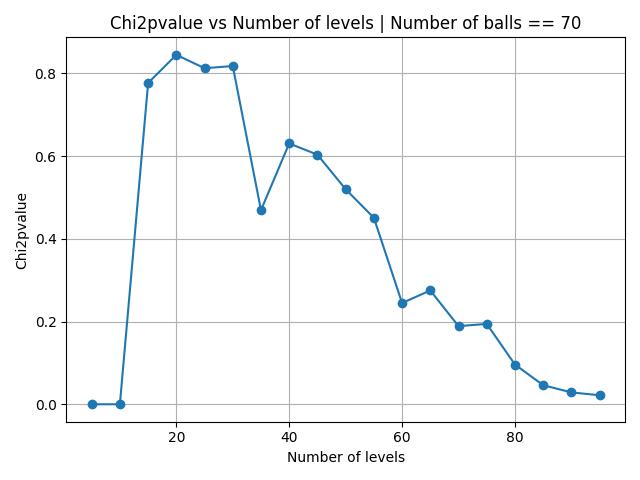 Chi2pvalue vs Number of levels | Number of balls == 70
0.8
0.6
0.4
0.2
0.0
Chi2pvalue
20 40 60 80
Number of levels